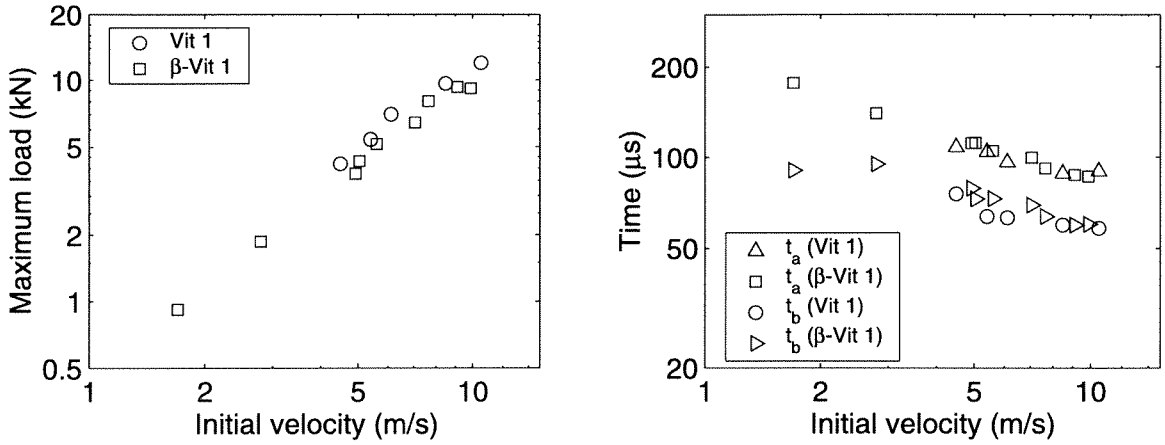 20
10
5
2
1
0.5
Maximum load (kN)
Vit 1
β-Vit 1
1 2 5 10
Initial velocity (m/s)
200
100
50
20
Time (μs)
t_a (Vit 1)
t_a (β-Vit 1)
t_b (Vit 1)
t_b (β-Vit 1)
1 2 5 10
Initial velocity (m/s)